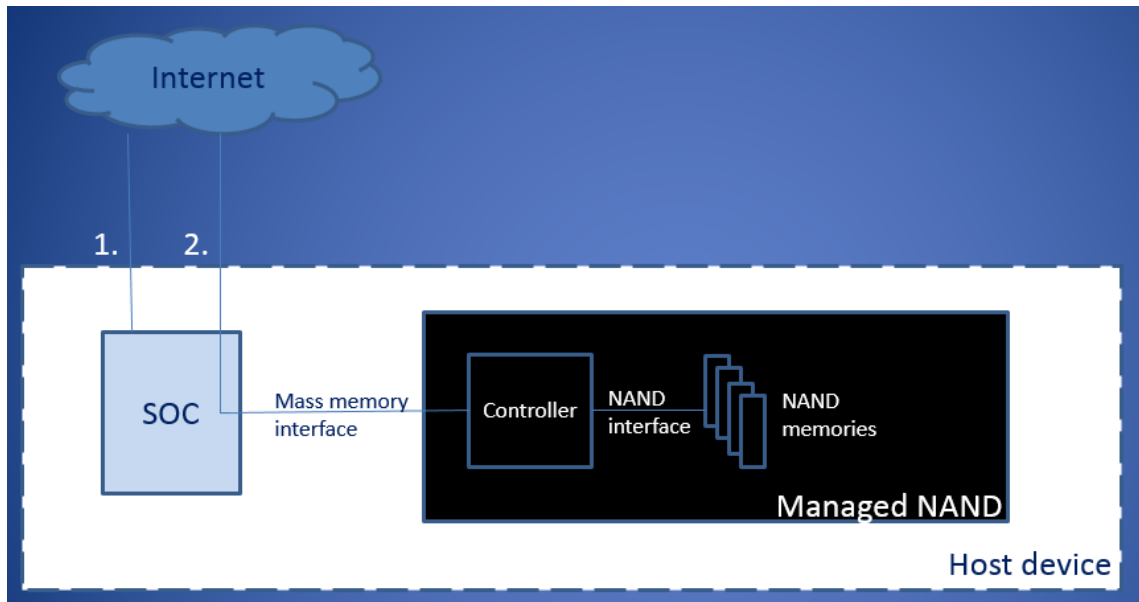 Internet
1.
2.
SOC
Mass memory
interface
Controller
NAND
interface
NAND
memories
Managed NAND
Host device